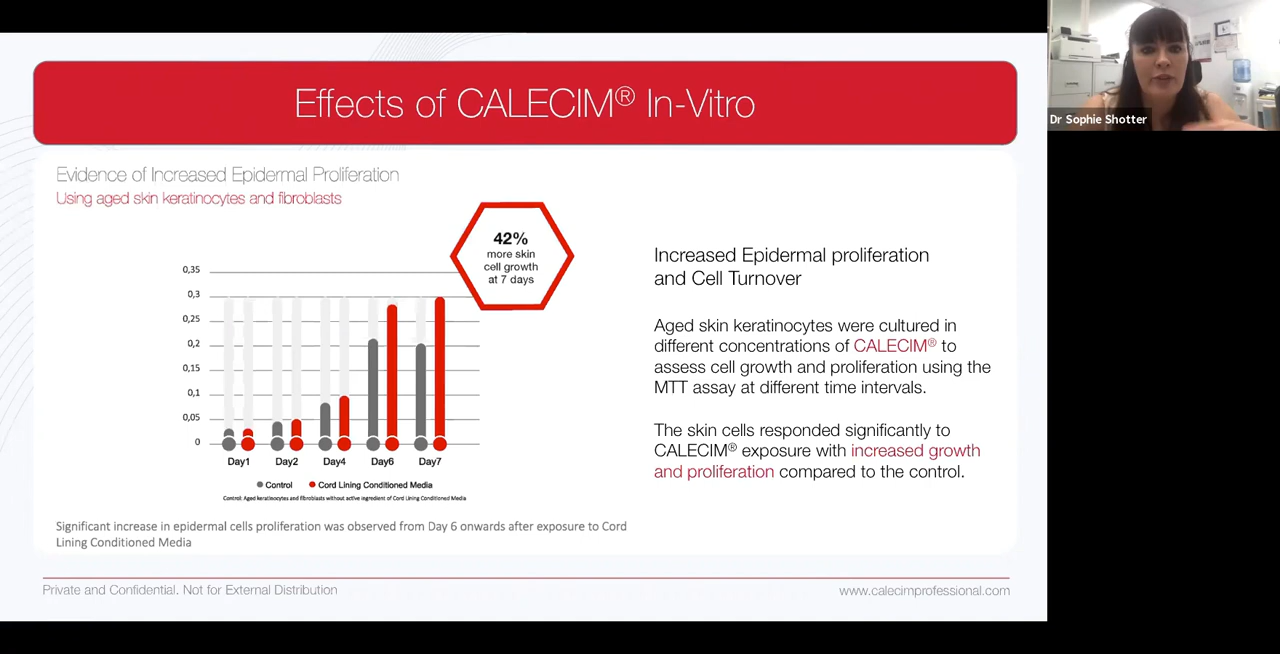 Effects of CALECIM® In-Vitro
Dr Sophie Shotter
Evidence of Increased Epidermal Proliferation
Using aged skin keratinocytes and fibroblasts
42%
more skin
cell growth
at 7 days
0,35
0,3
0,25
0,2
0,15
0,1
0,05
0
Day1 Day2 Day4 Day6 Day7
Control Cord Lining Conditioned Media
Control: Aged keratinocytes and fibroblasts without active ingredient of Cord Lining Conditioned Media
Significant increase in epidermal cells proliferation was observed from Day 6 onwards after exposure to Cord
Lining Conditioned Media
Increased Epidermal proliferation
and Cell Turnover
Aged skin keratinocytes were cultured in
different concentrations of CALECIM® to
assess cell growth and proliferation using the
MTT assay at different time intervals.
The skin cells responded significantly to
CALECIM® exposure with increased growth
and proliferation compared to the control.
Private and Confidential. Not for External Distribution
www.calecimprofessional.com